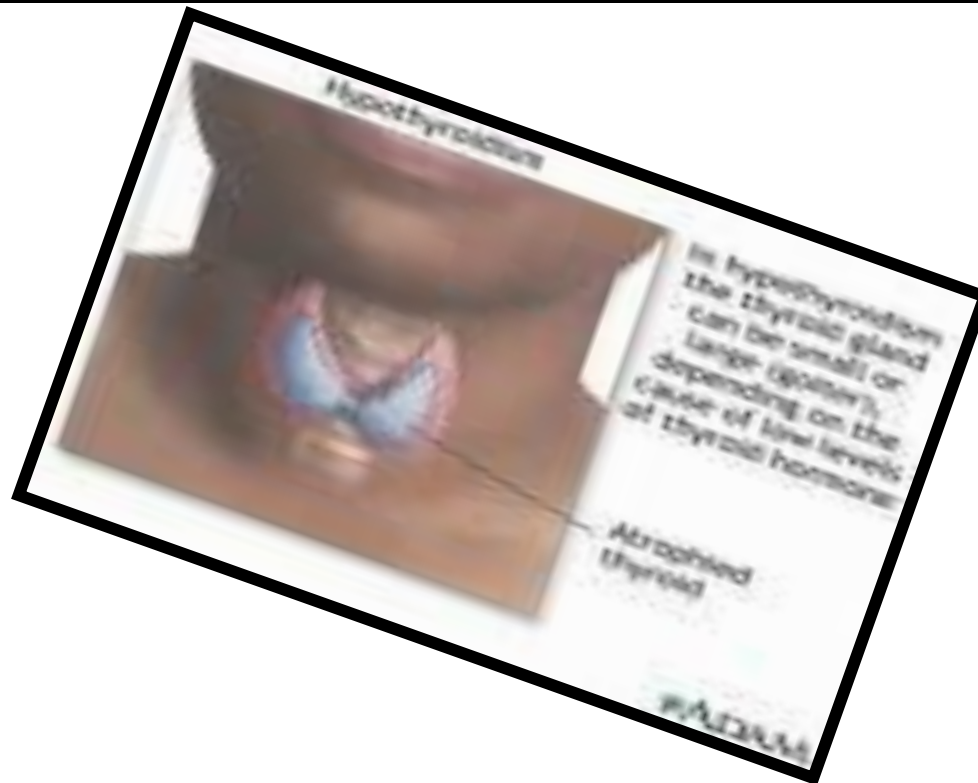 Hypothyroidism
In hypothyroidism
the thyroid gland
can be small or
large (goiter),
depending on the
cause of low levels
of thyroid hormone
Atrophied
thyroid
A.D.A.M.